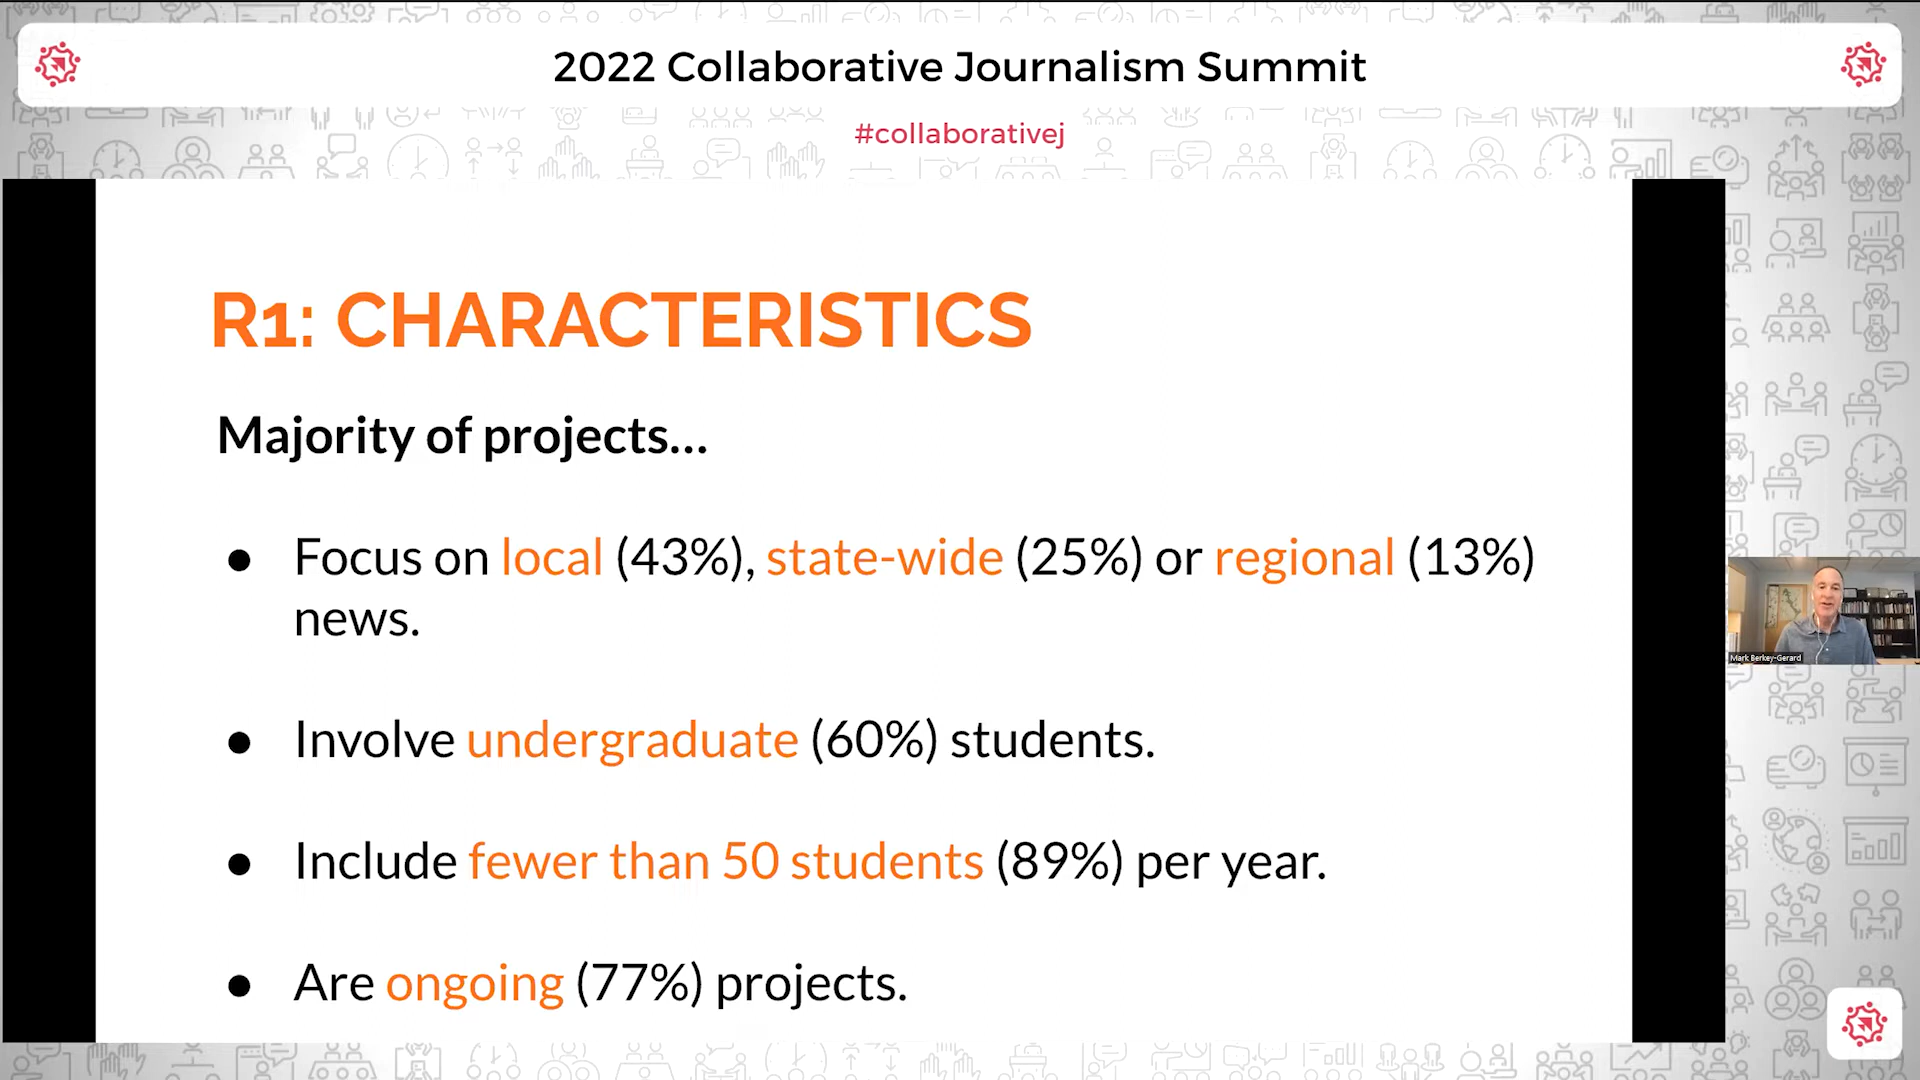 2022 Collaborative Journalism Summit
#collaborativej
R1: CHARACTERISTICS
Majority of projects...
● Focus on local (43%), state-wide (25%) or regional (13%)
news.
● Involve undergraduate (60%) students.
● Include fewer than 50 students (89%) per year.
● Are ongoing (77%) projects.
Mark Berkey-Gerard